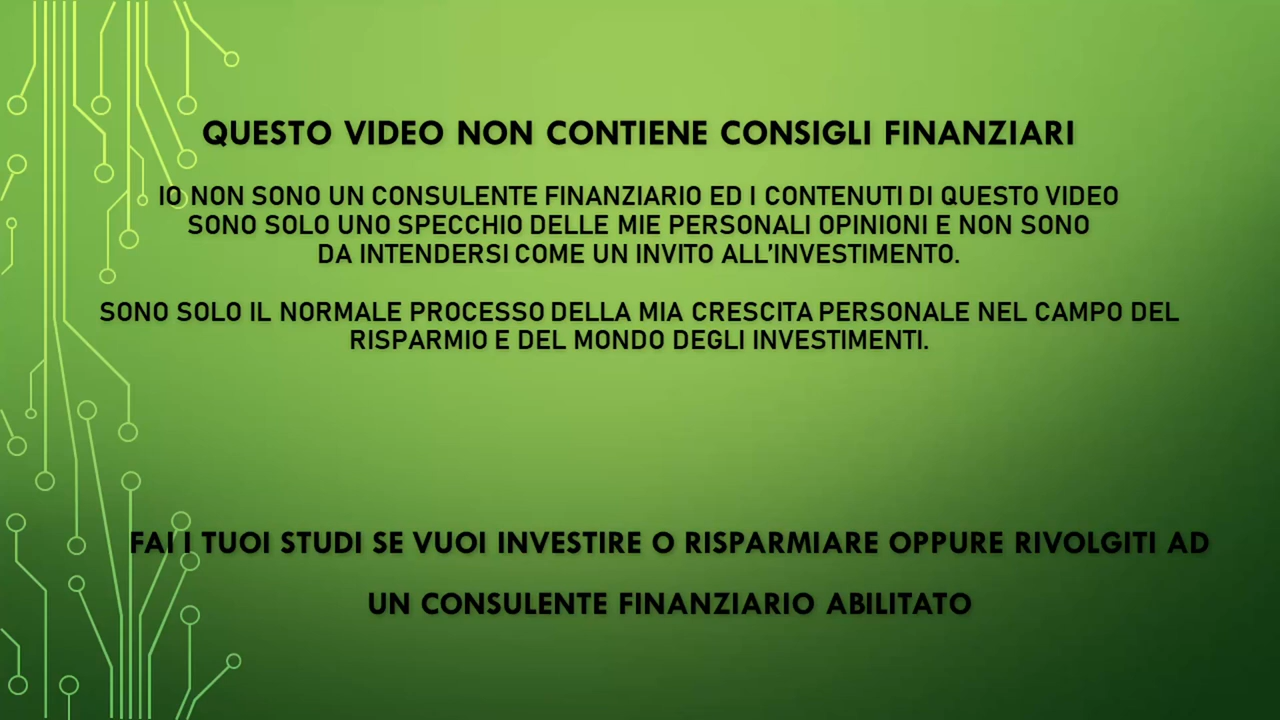 QUESTO VIDEO NON CONTIENE CONSIGLI FINANZIARI
IO NON SONO UN CONSULENTE FINANZIARIO ED I CONTENUTI DI QUESTO VIDEO
SONO SOLO UNO SPECCHIO DELLE MIE PERSONALI OPINIONI E NON SONO
DA INTENDERSI COME UN INVITO ALL'INVESTIMENTO.
SONO SOLO IL NORMALE PROCESSO DELLA MIA CRESCITA PERSONALE NEL CAMPO DEL
RISPARMIO E DEL MONDO DEGLI INVESTIMENTI.
FAI I TUOI STUDI SE VUOI INVESTIRE O RISPARMIARE OPPURE RIVOLGITI AD
UN CONSULENTE FINANZIARIO ABILITATO